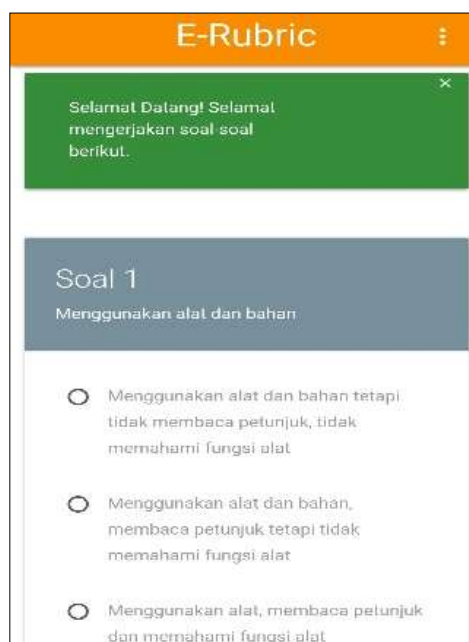 E-Rubric
Selamat Datang! Selamat
mengerjakan soal-soal
berikut.
Soal 1
Menggunakan alat dan bahan
Menggunakan alat dan bahan tetapi
tidak membaca petunjuk, tidak
memahami fungsi alat
Menggunakan alat dan bahan,
membaca petunjuk tetapi tidak
memahami fungsi alat
Menggunakan alat, membaca petunjuk
dan memahami fungsi alat